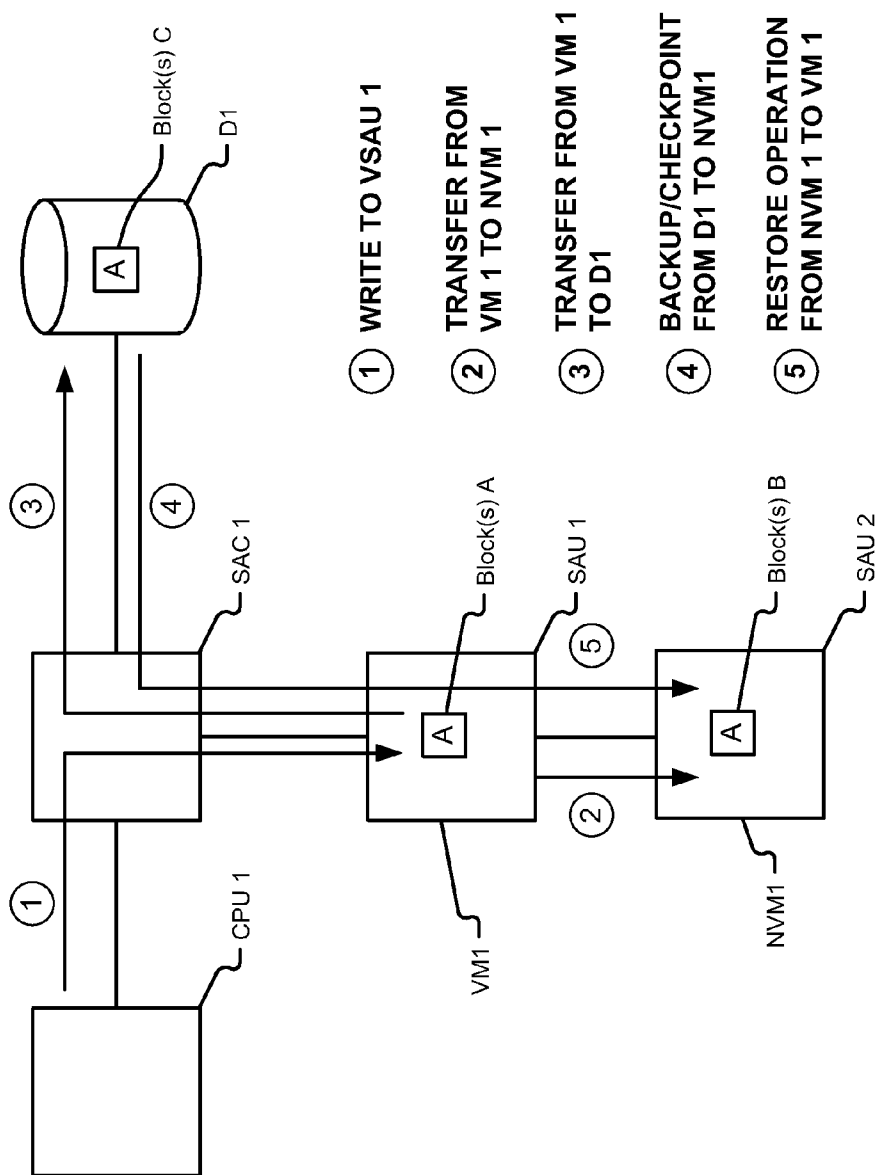 1
3
A
Block(s) C
4
D1
CPU 1
SAC 1
A
Block(s) A
VM1
SAU 1
2
5
A
Block(s) B
NVM1
SAU 2
1 WRITE TO VSAU 1
2 TRANSFER FROM
VM 1 TO NVM 1
3 TRANSFER FROM VM 1
TO D1
4 BACKUP/CHECKPOINT
FROM D1 TO NVM1
5 RESTORE OPERATION
FROM NVM 1 TO VM 1